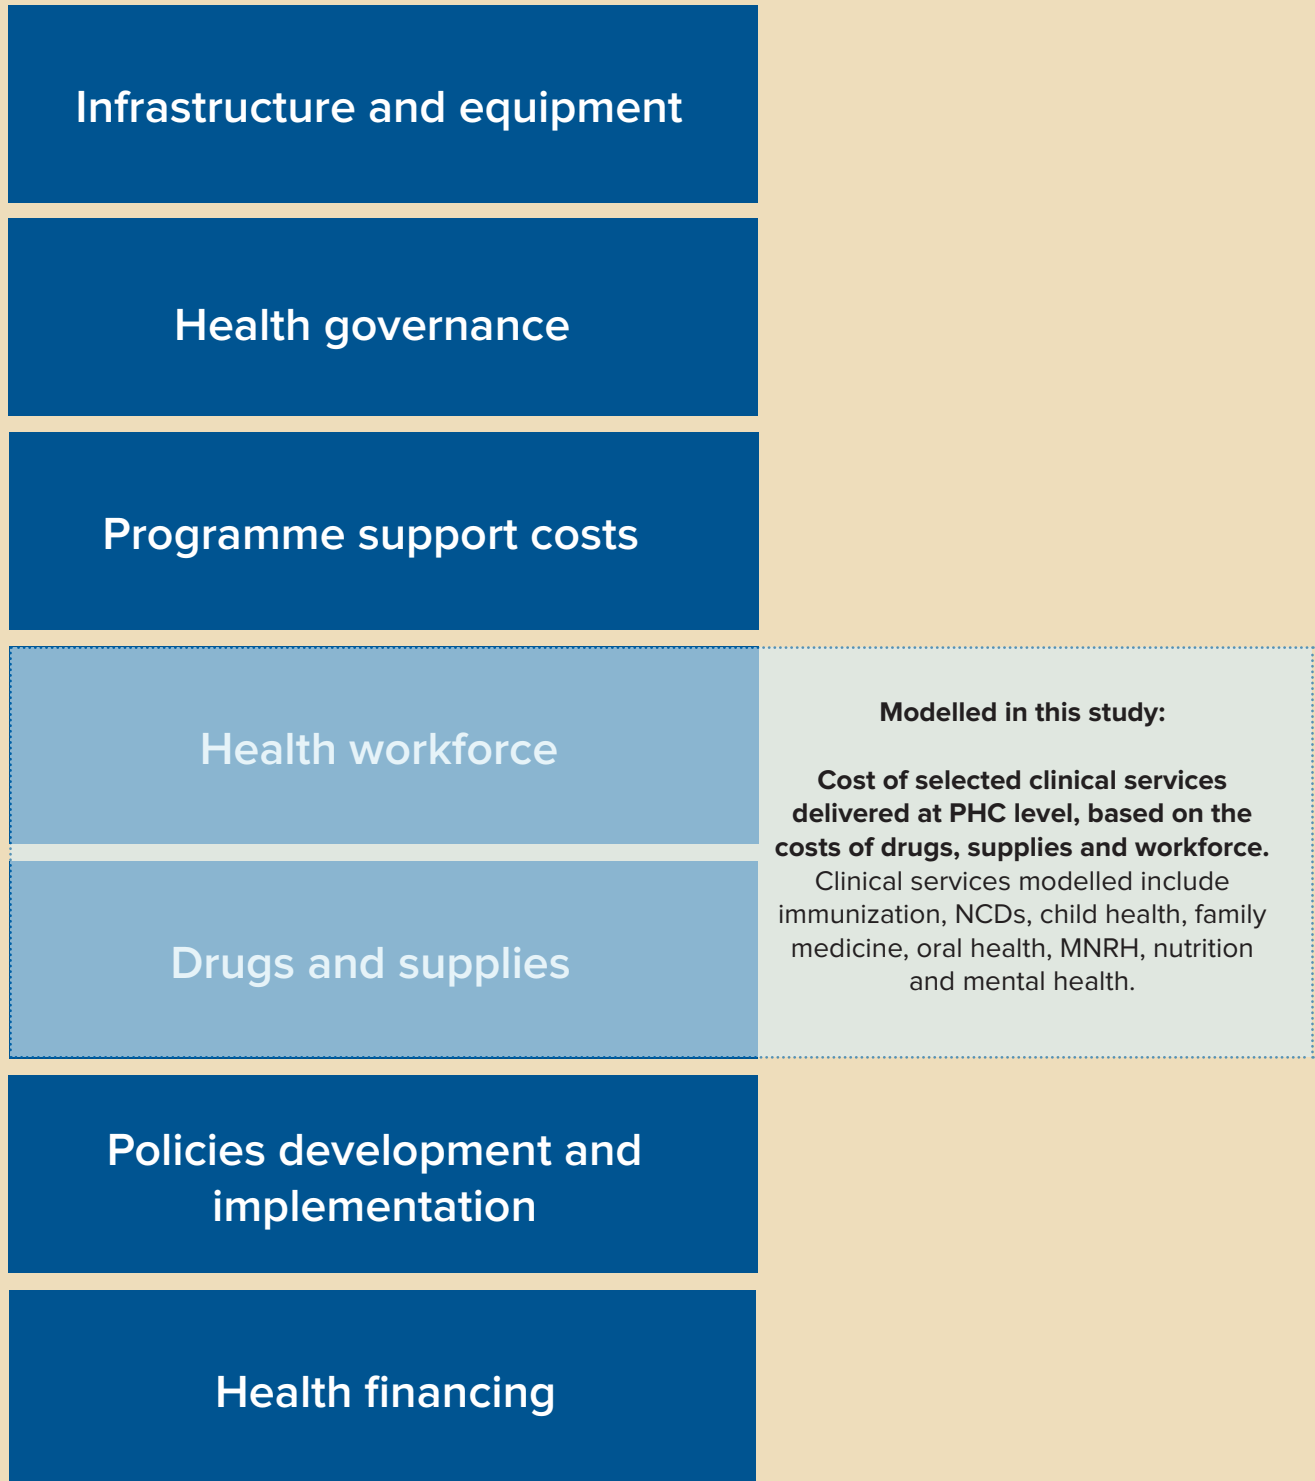 Infrastructure and equipment
Health governance
Programme support costs
Health workforce
Drugs and supplies
Modelled in this study:
Cost of selected clinical services
delivered at PHC level, based on the
costs of drugs, supplies and workforce.
Clinical services modelled include
immunization, NCDs, child health, family
medicine, oral health, MNRH, nutrition
and mental health.
Policies development and
implementation
Health financing